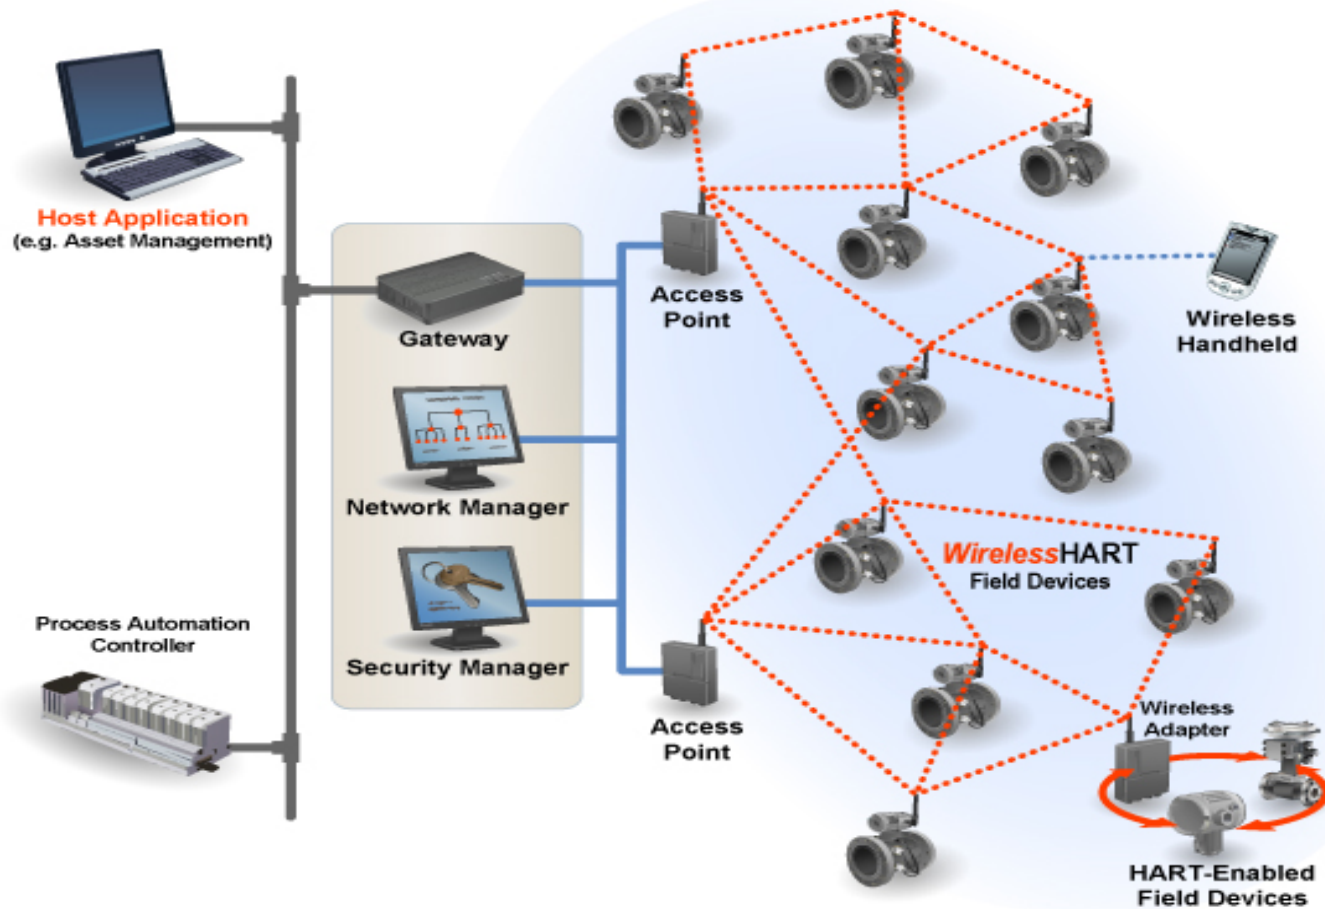 Host Application
(e.g. Asset Management)
Gateway
Network Manager
Security Manager
Process Automation
Controller
Access
Point
Access
Point
Wireless
Handheld
WirelessHART
Field Devices
Wireless
Adapter
HART-Enabled
Field Devices